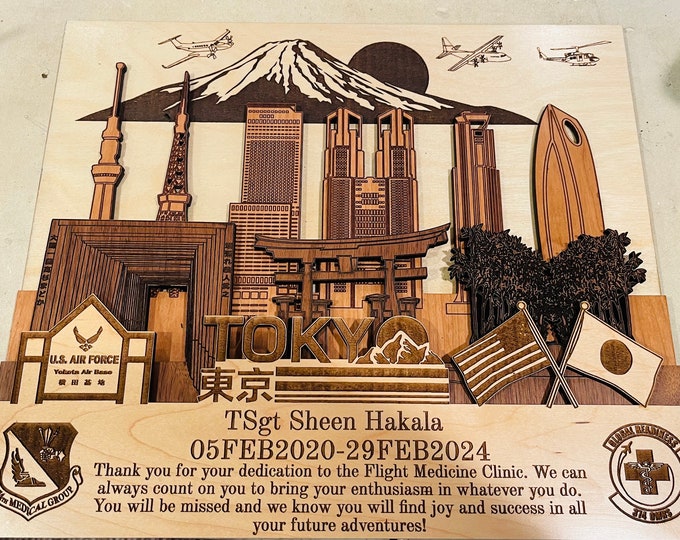 U.S. AIR FORCE
Yokota Air Base
横田基地
TOKYO
東京
TSgt Sheen Hakala
05FEB2020-29FEB2024
Thank you for your dedication to the Flight Medicine Clinic. We can
always count on you to bring your enthusiasm in whatever you do.
You will be missed and we know you will find joy and success in all
your future adventures!
MEDICAL GROUP
GLOBAL READINESS
374 OMRS